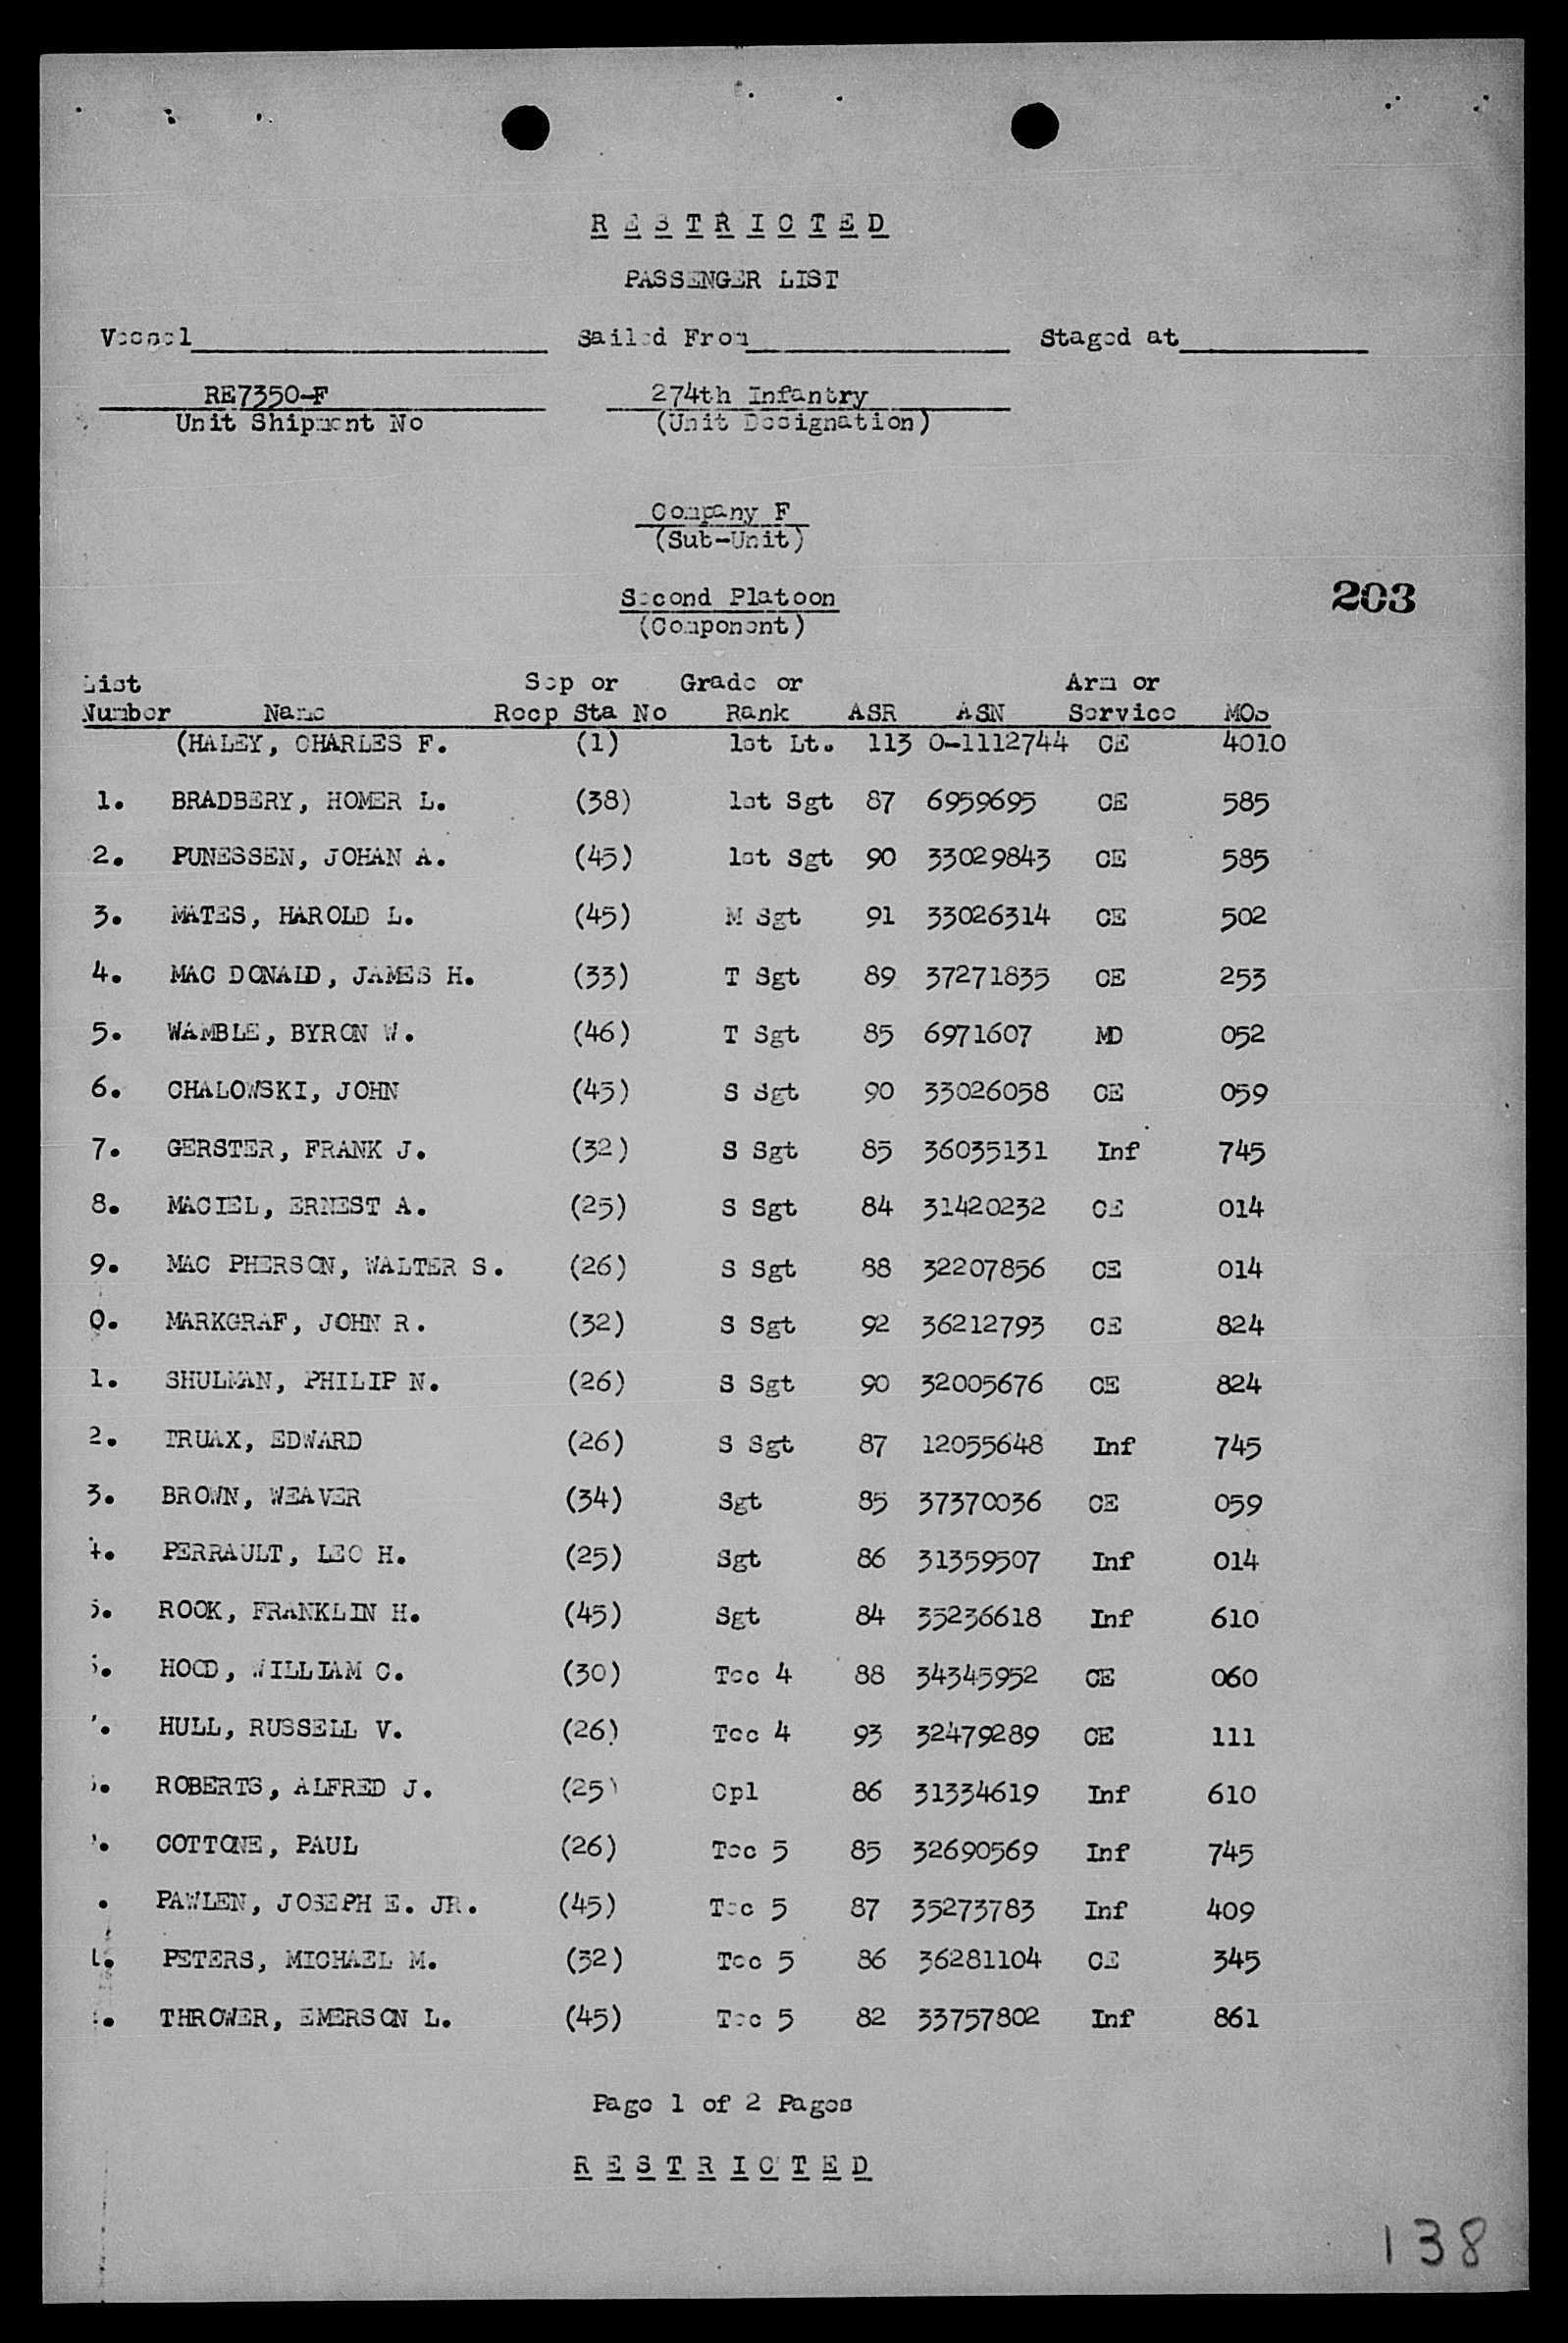 R E S T R I C T E D
PASSENGER LIST
Vessel Sailed From Staged at
RE7350-F 274th Infantry
Unit Shipment No (Unit Designation)
Company F
(Sub-Unit)
203
Second Platoon
(Component)
List Sep or Grade or Arm or
Number Name Recp Sta No Rank ASR ASN Service MOS
(HALEY, CHARLES F. (1) 1st Lt. 113 O-1112744 CE 4010
1. BRADBERY, HOMER L. (38) 1st Sgt 87 6959695 CE 585
2. PUNESSEN, JOHAN A. (45) 1st Sgt 90 33029843 CE 585
3. MATES, HAROLD L. (45) M Sgt 91 33026314 CE 502
4. MAC DONALD, JAMES H. (33) T Sgt 89 37271835 CE 253
5. WAMBLE, BYRON W. (46) T Sgt 85 6971607 MD 052
6. CHALOWSKI, JOHN (45) S Sgt 90 33026058 CE 059
7. GERSTER, FRANK J. (32) S Sgt 85 36035131 Inf 745
8. MACIEL, ERNEST A. (25) S Sgt 84 31420232 CE 014
9. MAC PHERSON, WALTER S. (26) S Sgt 88 32207856 CE 014
0. MARKGRAF, JOHN R. (32) S Sgt 92 36212793 CE 824
1. SHULMAN, PHILIP N. (26) S Sgt 90 32005676 CE 824
2. TRUAX, EDWARD (26) S Sgt 87 12055648 Inf 745
3. BROWN, WEAVER (34) Sgt 85 37370036 CE 059
4. PERRAULT, LEO H. (25) Sgt 86 31359507 Inf 014
5. ROOK, FRANKLIN H. (45) Sgt 84 35236618 Inf 610
HOOD, WILLIAM C. (30) Tec 4 88 34345952 CE 060
HULL, RUSSELL V. (26) Tec 4 93 32479289 CE 111
ROBERTS, ALFRED J. (25) Cpl 86 31334619 Inf 610
COTTONE, PAUL (26) Tec 5 85 32690569 Inf 745
PAWLEN, JOSEPH E. JR. (45) Tec 5 87 35273783 Inf 409
PETERS, MICHAEL M. (32) Tec 5 86 36281104 CE 345
THROWER, EMERSON L. (45) Tec 5 82 33757802 Inf 861
Page 1 of 2 Pages
R E S T R I C T E D
138